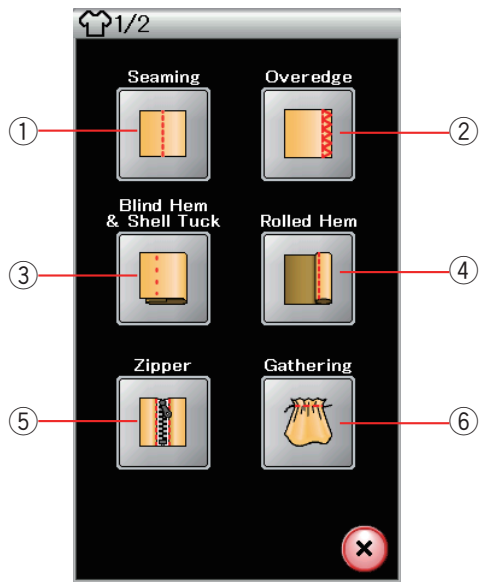 1/2
Seaming
Overedge
① ②
Blind Hem
& Shell Tuck
Rolled Hem
③ ④
Zipper
Gathering
⑤ ⑥